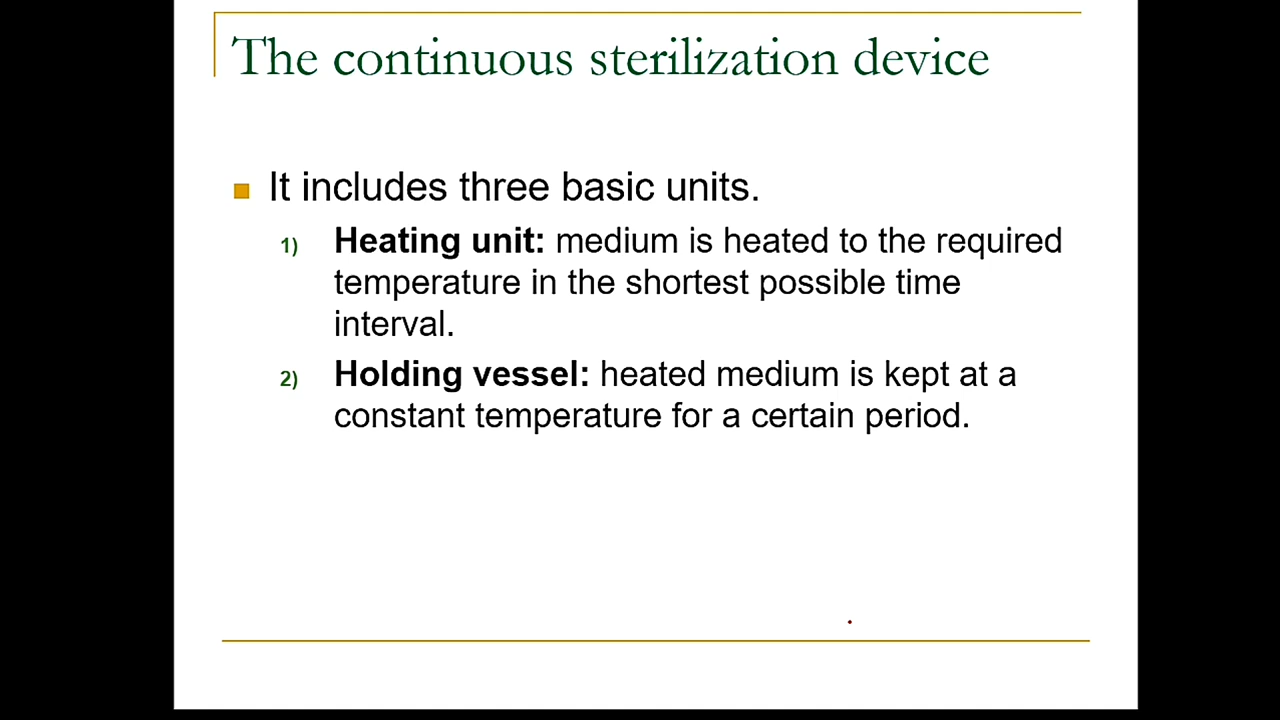 The continuous sterilization device
It includes three basic units.
1) Heating unit: medium is heated to the required
temperature in the shortest possible time
interval.
2) Holding vessel: heated medium is kept at a
constant temperature for a certain period.